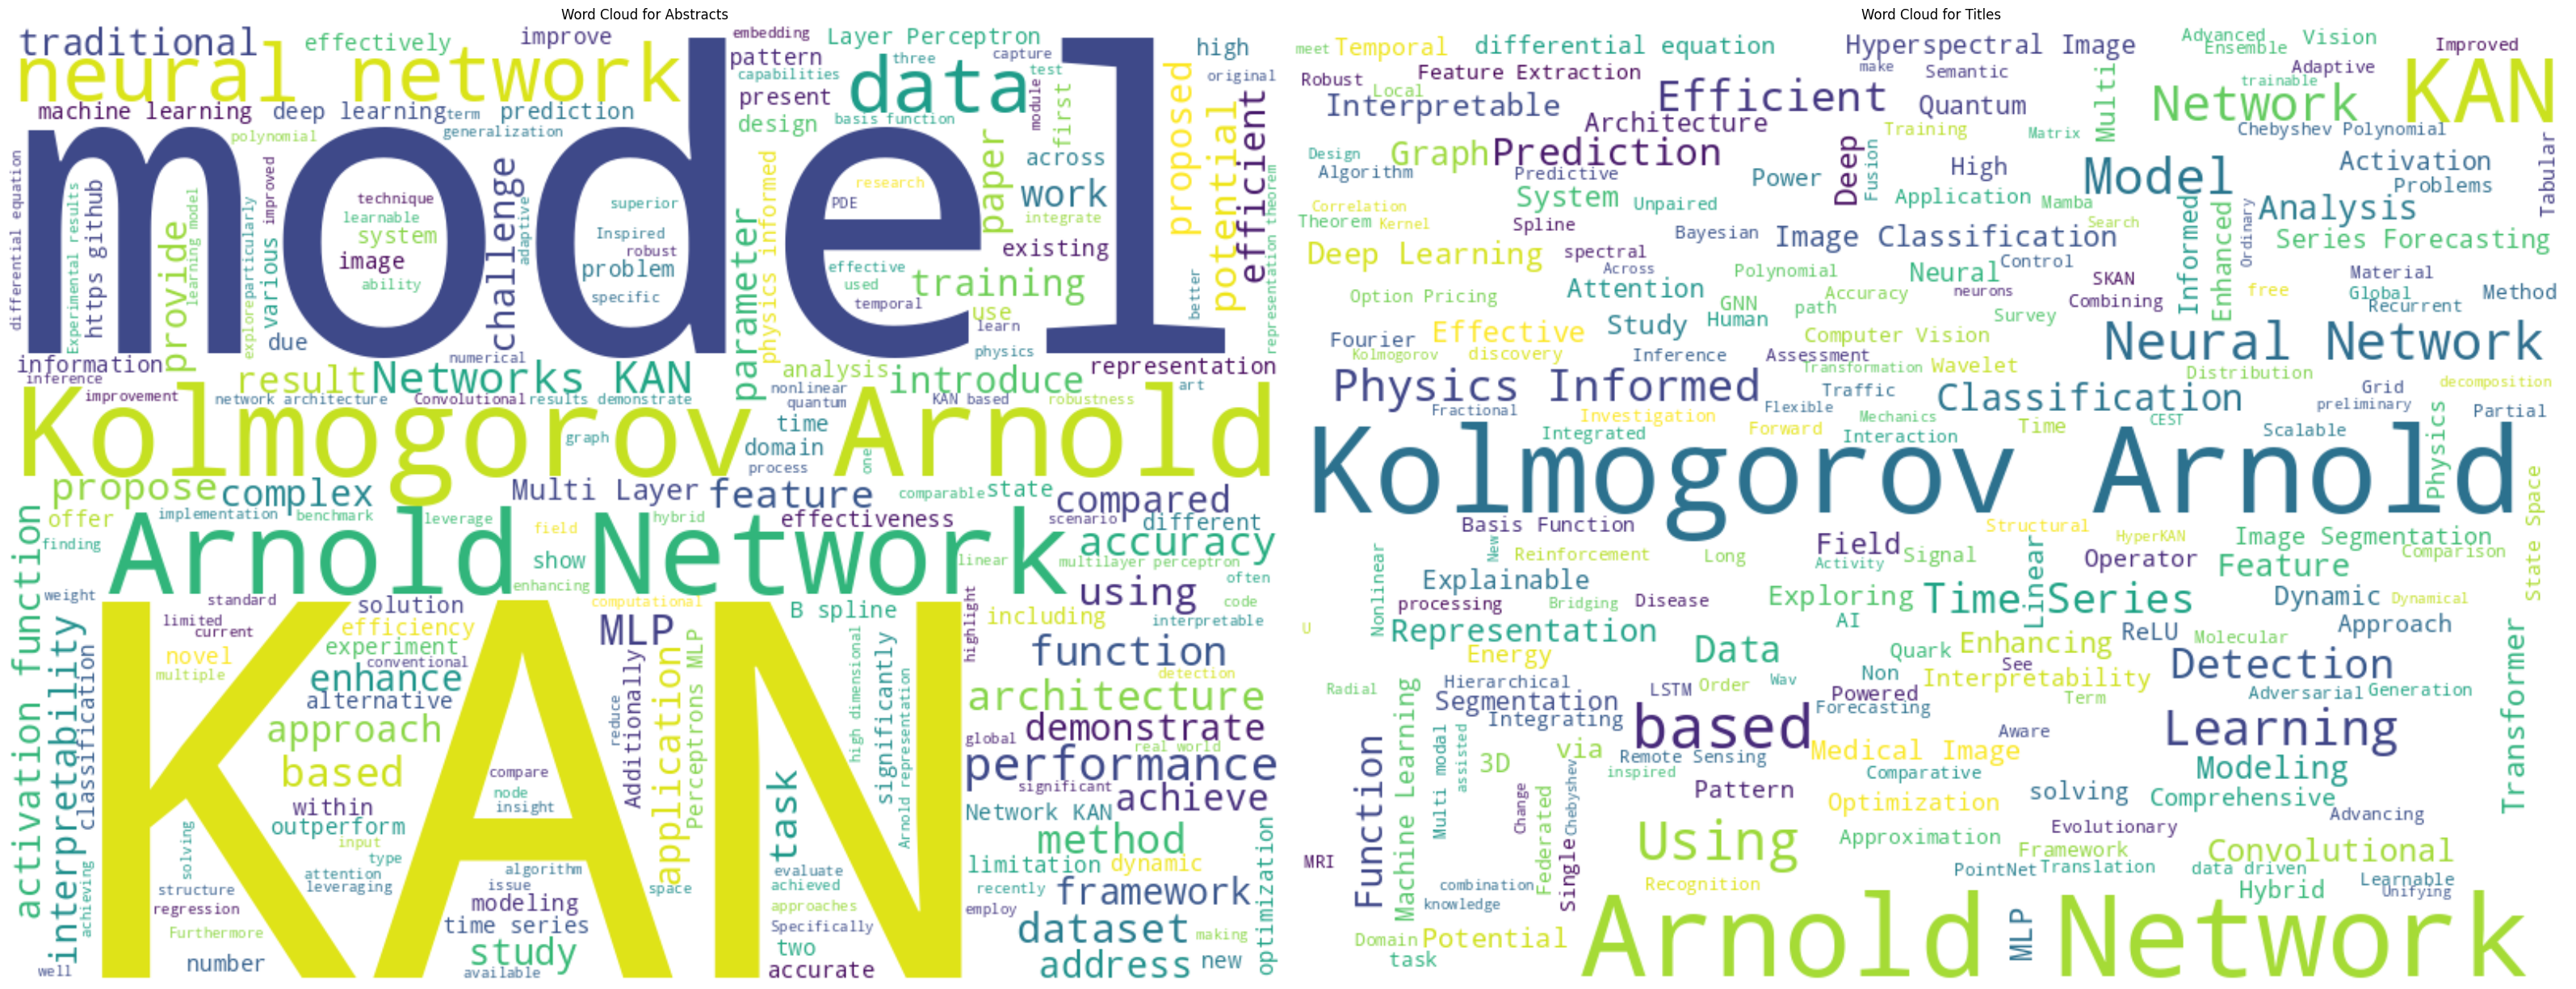 Word Cloud for Abstracts
traditional
effectively
improve
embedding
Layer Perceptron
high
neural network
pattern
three
capture
capabilities
data
test
original
machine learning
deep learning
term
prediction
present
basis function
module
first
proposed
potential
efficient
polynomial
generalization
design
model
paper
across
work
integrate
existing
differential equation
Experimental results
https github
provide
learning model
explore
particularly
improved
various
due
technique
learnable
system
image
ability
challenge
adaptive
superior
Inspired
robust
problem
specific
parameter
physics informed
research
PDE
effective
used
temporal
training
use
learn
physics
better
representation theorem
information
inference
improvement
numerical
result
Networks KAN
analysis
introduce
representation
network architecture
Convolutional
results demonstrate
nonlinear
quantum
KAN based
robustness
art
Kolmogorov Arnold
graph
time
domain
process
one
propose
complex
Multi Layer
feature
comparable
state
compared
offer
implementation
benchmark
leverage
field
hybrid
effectiveness
scenario
different
finding
Arnold Network
show
enhancing
linear
accuracy
multilayer perceptron
often
activation function
weight
interpretability
classification
achieving
standard
limited
current
solution
computational
B spline
using
code
including
interpretable
highlight
novel
multiple
efficiency
experiment
conventional
enhance
alternative
MLP
Additionally
reduce
application
Perceptrons MLP
high dimensional
significantly
Arnold representation
function
detection
architecture
KAN
approach
based
within
outperform
input
type
compare
node
insight
task
global
demonstrate
real world
performance
significant
achieve
Network KAN
method
limitation
dynamic
optimization
solving
structure
regression
Furthermore
number
well
attention
leveraging
algorithm
issue
modeling
time series
study
available
space
evaluate
achieved
approaches
Specifically
two
accurate
recently
employ
framework
dataset
making
address
new
Word Cloud for Titles
meet
Temporal
differential equation
Hyperspectral Image
Advanced
Ensemble
Vision
Improved
Robust
Feature Extraction
make
Semantic
Multi
Adaptive
trainable
KAN
Local
Interpretable
Efficient
Quantum
Network
Architecture
Training
Matrix
Chebyshev Polynomial
Tabular
Design
Algorithm
Graph
Prediction
Predictive
Deep
Fusion
High
Model
Activation
Problems
Power
System
Unpaired
Application
Mamba
Correlation
Theorem
Kernel
Spline
Search
Informed
Enhanced
Ordinary
Analysis
Deep Learning
spectral
Bayesian
Image Classification
Series Forecasting
Across
Polynomial
Neural
Control
SKAN
Material
Option Pricing
Attention
GNN
Accuracy
neurons
Combining
free
Global
Method
Recurrent
Fourier
Effective
Study
Human
path
Survey
Computer Vision
Neural Network
Kolmogorov
discovery
Inference
Assessment
Transformation
Wavelet
Distribution
Physics Informed
Traffic
Classification
Grid
decomposition
Fractional
Investigation
Flexible
Mechanics
preliminary
Partial
Integrated
Forward
Interaction
Time
CEST
Scalable
Physics
Kolmogorov Arnold
State Space
Basis Function
Structural
HyperKAN
Image Segmentation
Nonlinear
New
Reinforcement
Long
Field
Signal
Linear
Operator
Comparison
Activity
Feature
Explainable
processing
Bridging
Disease
Exploring
Time Series
Dynamic
Dynamical
U
Representation
AI
ReLU
Molecular
Approach
Energy
Data
Quark
Enhancing
See
Detection
Radial
Hierarchical
Non
Interpretability
Segmentation
LSTM
Order
Wav
Powered
Term
Adversarial
Generation
Integrating
based
Forecasting
Learning
Transformer
Function
Machine Learning
Multi modal
assisted
3D
via
Remote Sensing
inspired
Medical Image
Aware
Modeling
Comparative
Change
Federated
Single
Chebyshev
Pattern
Optimization
solving
Comprehensive
Advancing
Using
Approximation
Evolutionary
Framework
Convolutional
MRI
combination
knowledge
Recognition
PointNet
Translation
data driven
Learnable
Hybrid
Unifying
Domain
Potential
task
Arnold Network
MLP